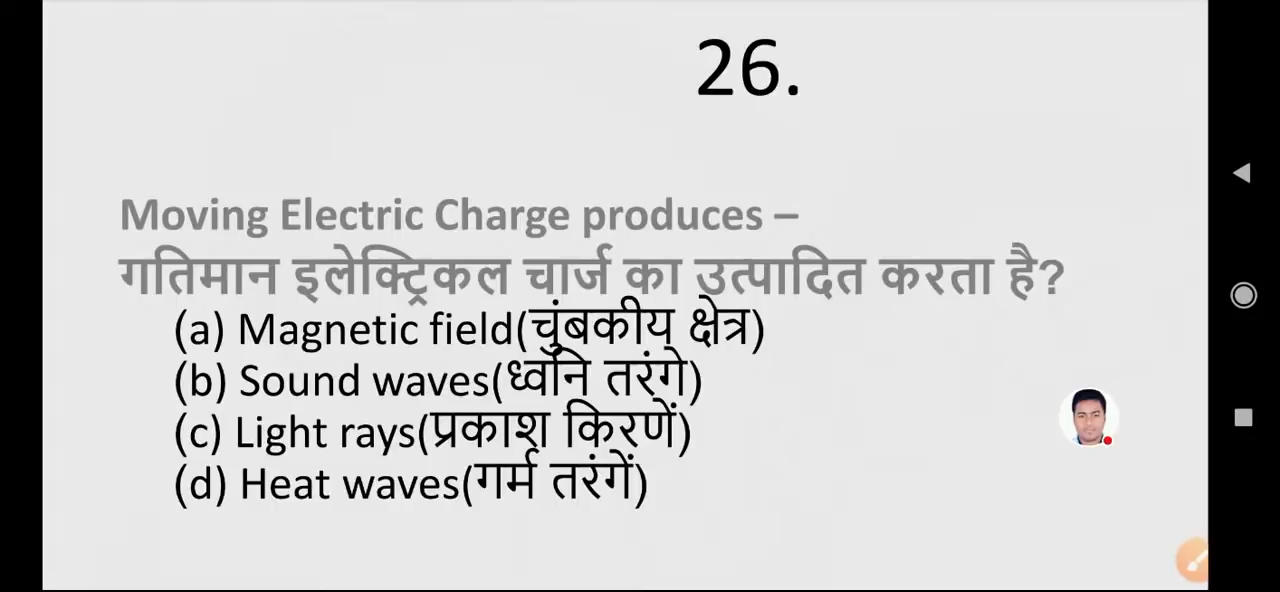 26.
Moving Electric Charge produces –
गतिमान इलेक्ट्रिकल चार्ज का उत्पादित करता है?
(a) Magnetic field(चुंबकीय क्षेत्र)
(b) Sound waves(ध्वनि तरंगे)
(c) Light rays(प्रकाश किरणें)
(d) Heat waves(गर्म तरंगें)